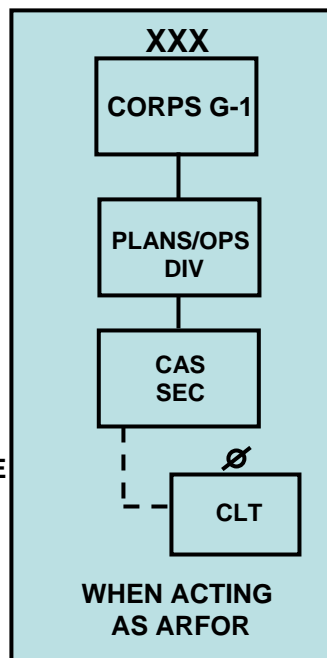 XXX
CORPS G-1
PLANS/OPS
DIV
CAS
SEC
E
Ø
CLT
WHEN ACTING
AS ARFOR